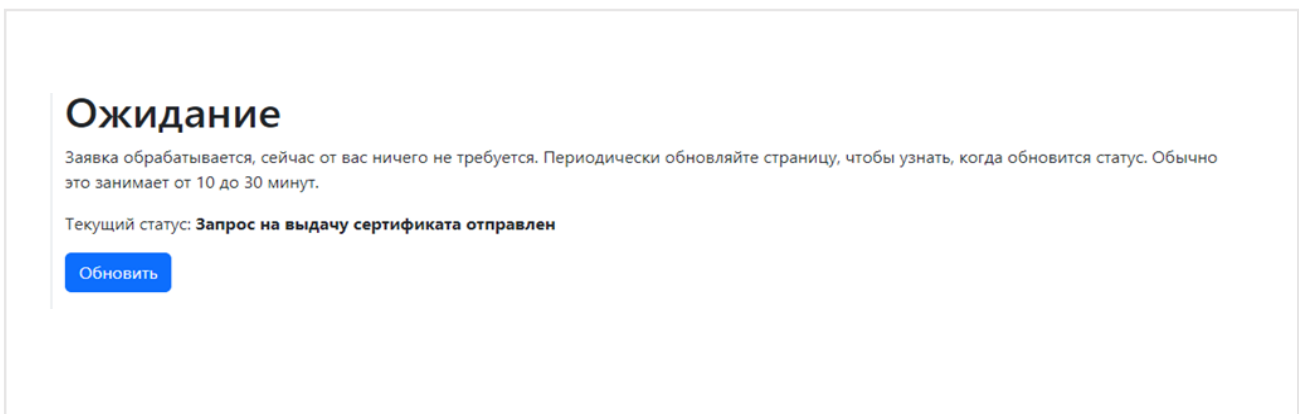 Ожидание
Заявка обрабатывается, сейчас от вас ничего не требуется. Периодически обновляйте страницу, чтобы узнать, когда обновится статус. Обычно
это занимает от 10 до 30 минут.
Текущий статус: Запрос на выдачу сертификата отправлен
Обновить